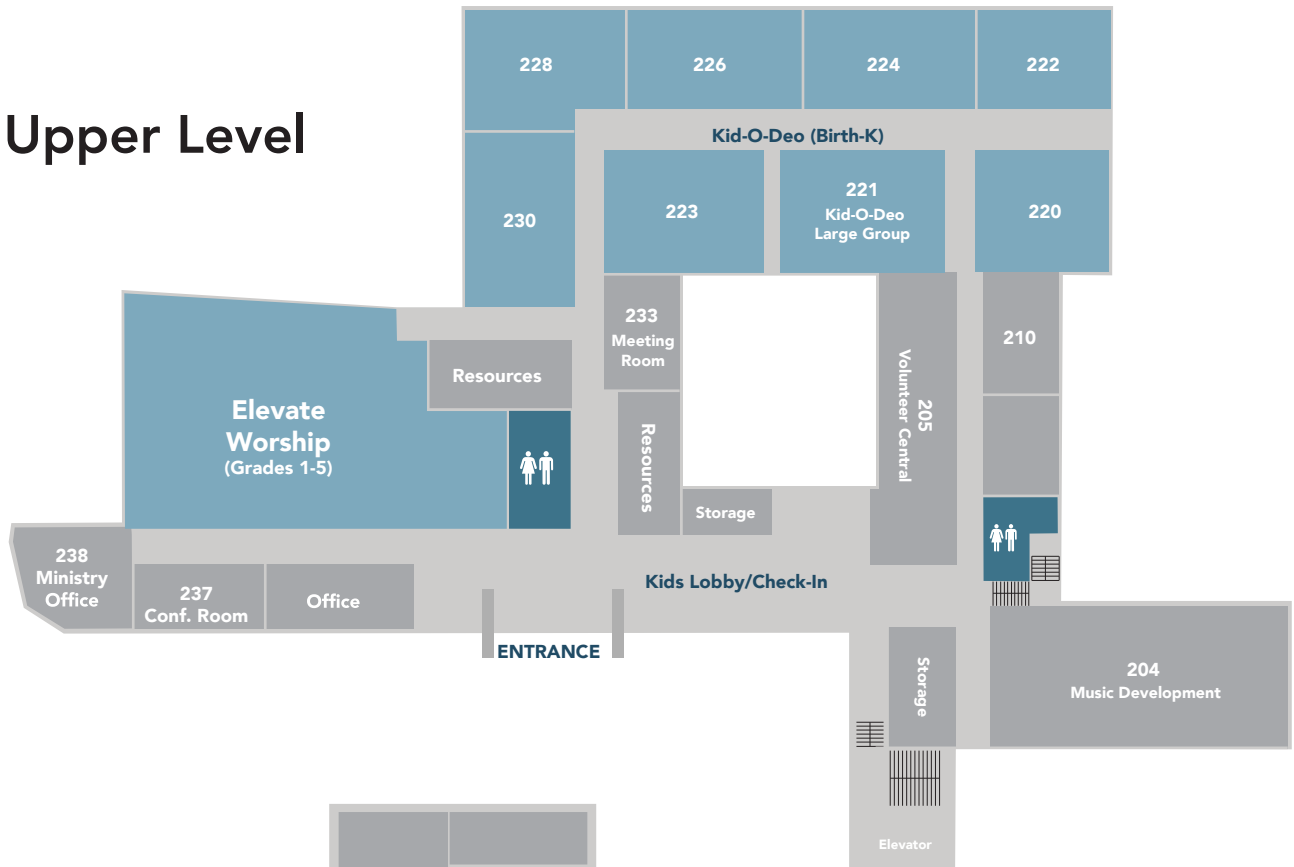 Upper Level
228
226
224
222
Kid-O-Deo (Birth-K)
230
223
221
Kid-O-Deo
Large Group
220
233
Meeting
Room
210
Resources
205
Volunteer Central
Elevate
Worship
(Grades 1-5)
Resources
Storage
238
Ministry
Office
237
Conf. Room
Office
Kids Lobby/Check-In
ENTRANCE
Storage
204
Music Development
Elevator